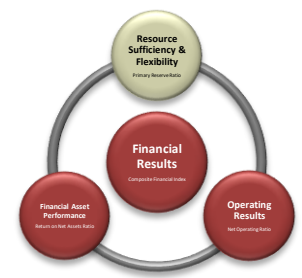 Resource
Sufficiency &
Flexibility
Primary Reserve Ratio
Financial
Results
Composite Financial Index
Financial Asset
Performance
Return on Net Assets Ratio
Operating
Results
Net Operating Ratio